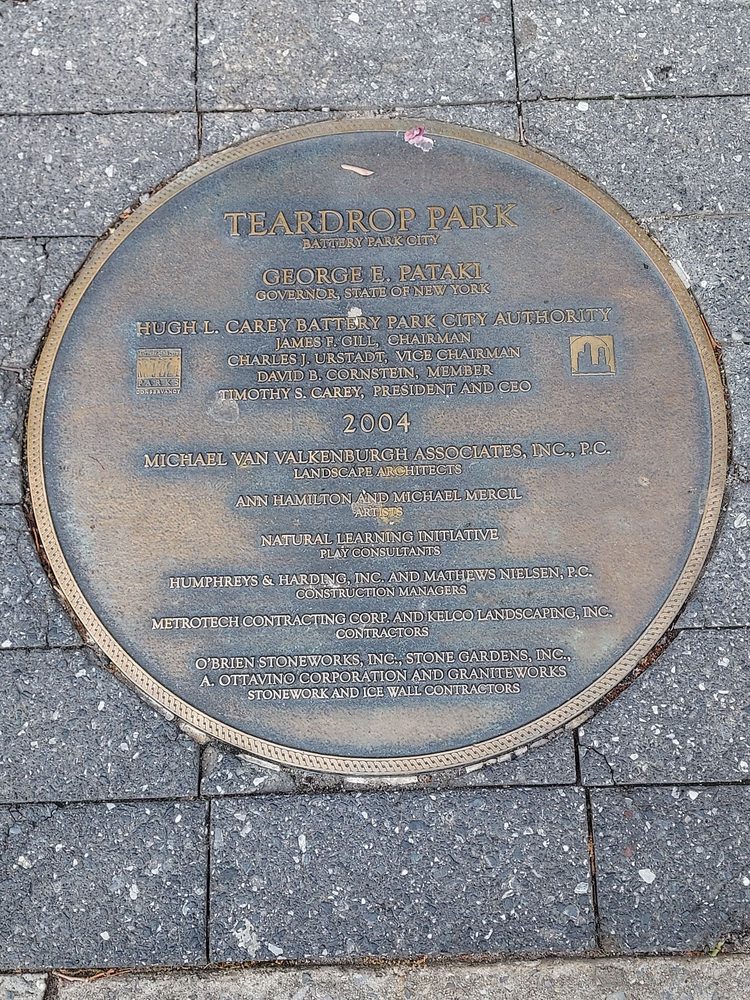 TEARDROP PARK
BATTERY PARK CITY
GEORGE E. PATAKI
GOVERNOR, STATE OF NEW YORK
HUGH L. CAREY BATTERY PARK CITY AUTHORITY
JAMES F. GILL, CHAIRMAN
CHARLES J. URSTADT, VICE CHAIRMAN
DAVID B. CORNSTEIN, MEMBER
TIMOTHY S. CAREY, PRESIDENT AND CEO
PARKS
CONSERVANCY
2004
MICHAEL VAN VALKENBURGH ASSOCIATES, INC., P.C.
LANDSCAPE ARCHITECTS
ANN HAMILTON AND MICHAEL MERCIL
ARTISTS
NATURAL LEARNING INITIATIVE
PLAY CONSULTANTS
HUMPHREYS & HARDING, INC. AND MATHEWS NIELSEN, P.C.
CONSTRUCTION MANAGERS
METROTECH CONTRACTING CORP. AND KELCO LANDSCAPING, INC.
CONTRACTORS
O'BRIEN STONEWORKS, INC., STONE GARDENS, INC.,
A. OTTAVINO CORPORATION AND GRANITEWORKS
STONEWORK AND ICE WALL CONTRACTORS